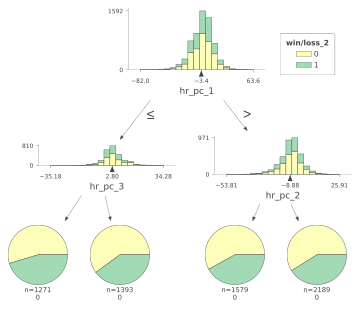 1592
0
−82.0
−3.4
63.6
hr_pc_1
win/loss_2
0
1
≤
>
810
0
−35.18
2.80
34.28
hr_pc_3
971
0
−53.81
−8.88
25.91
hr_pc_2
n=1271
0
n=1393
0
n=1579
0
n=2189
0